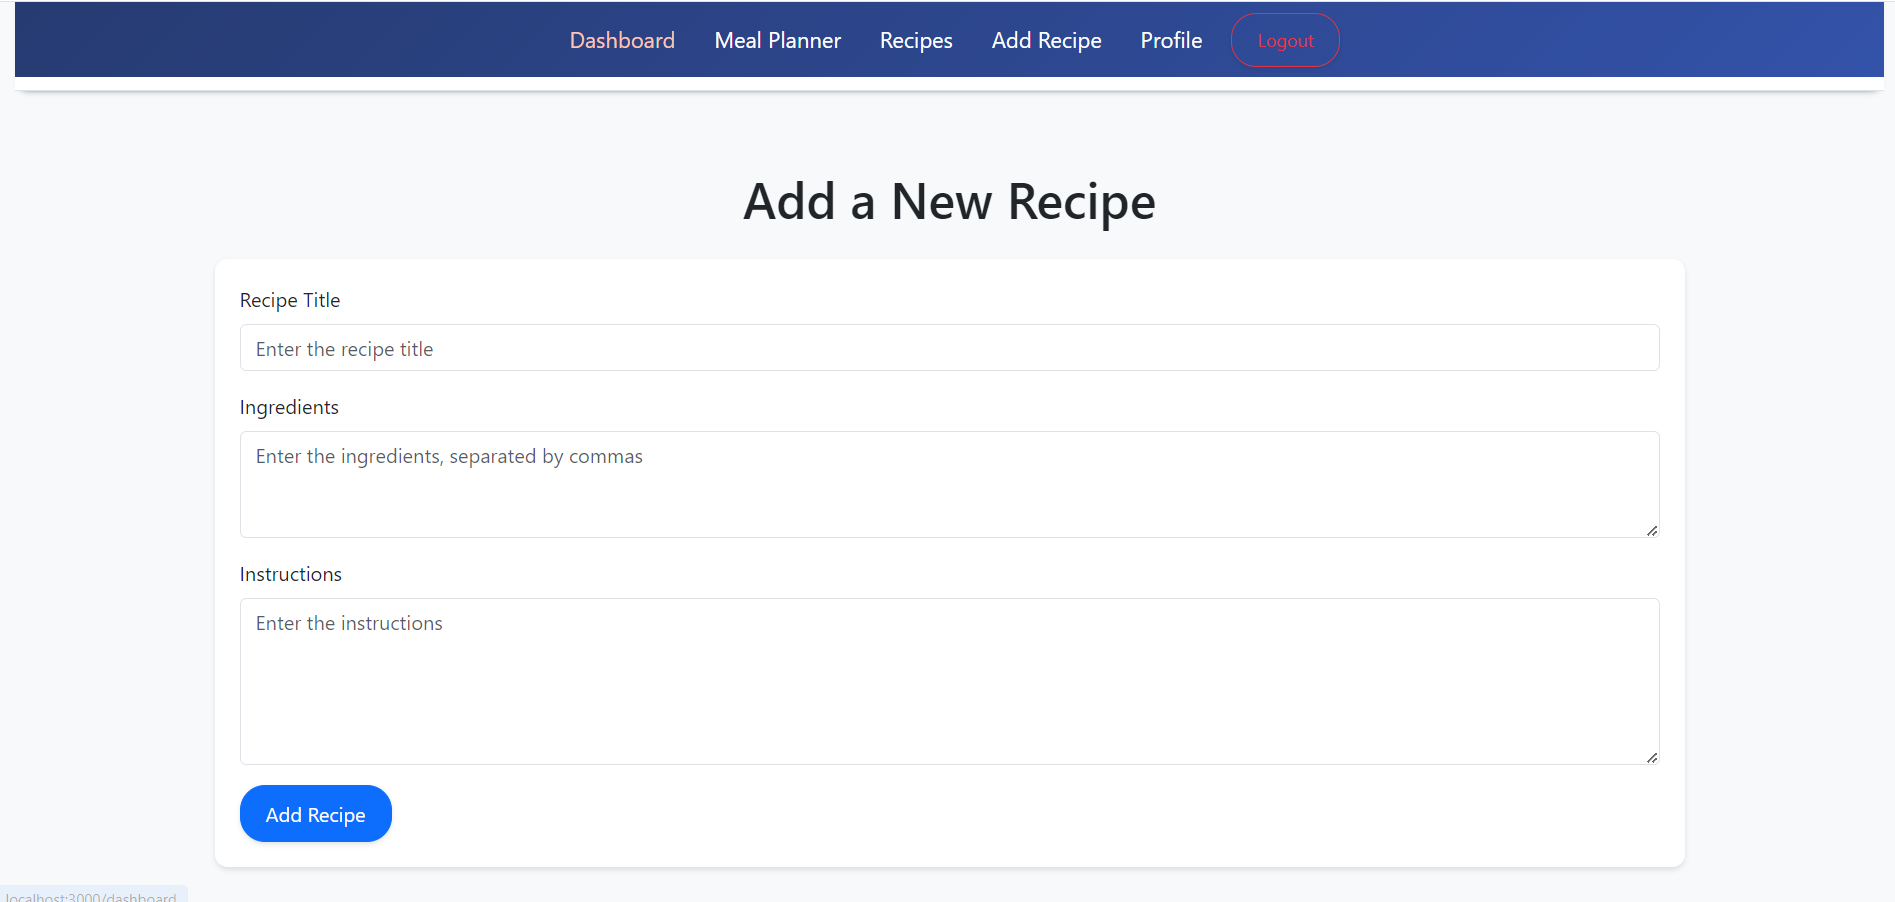 Dashboard Meal Planner Recipes Add Recipe Profile Logout
Add a New Recipe
Recipe Title
Enter the recipe title
Ingredients
Enter the ingredients, separated by commas
Instructions
Enter the instructions
Add Recipe
localhost:3000/dashboard